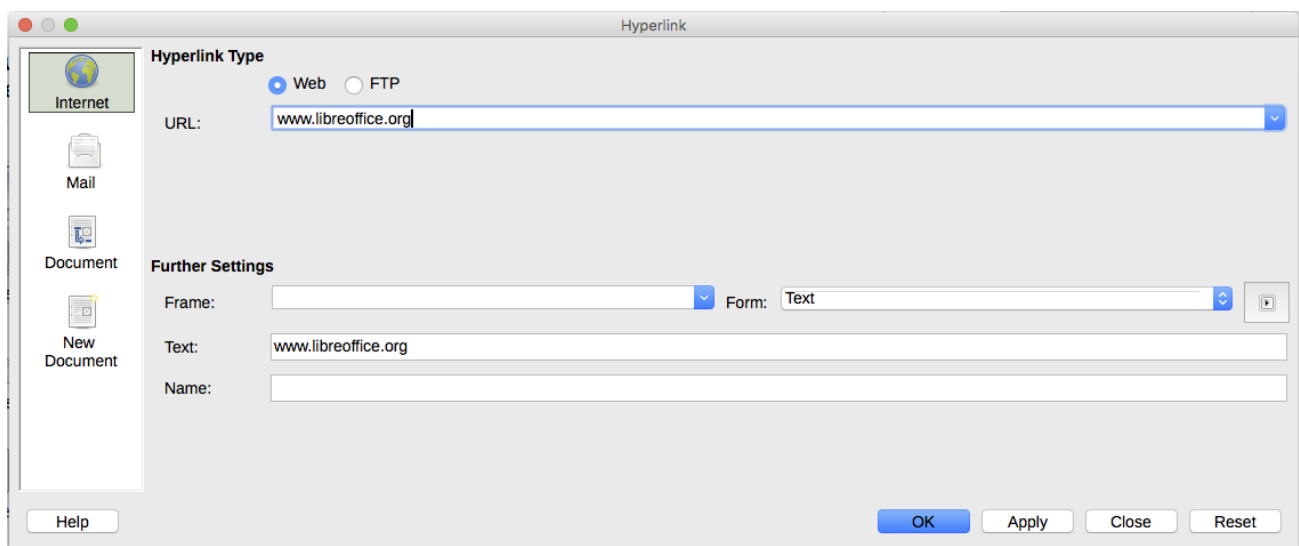 Hyperlink
Internet
Mail
Document
New
Document
Hyperlink Type
Web FTP
URL: www.libreoffice.org
Further Settings
Frame: Form: Text
Text: www.libreoffice.org
Name:
Help OK Apply Close Reset